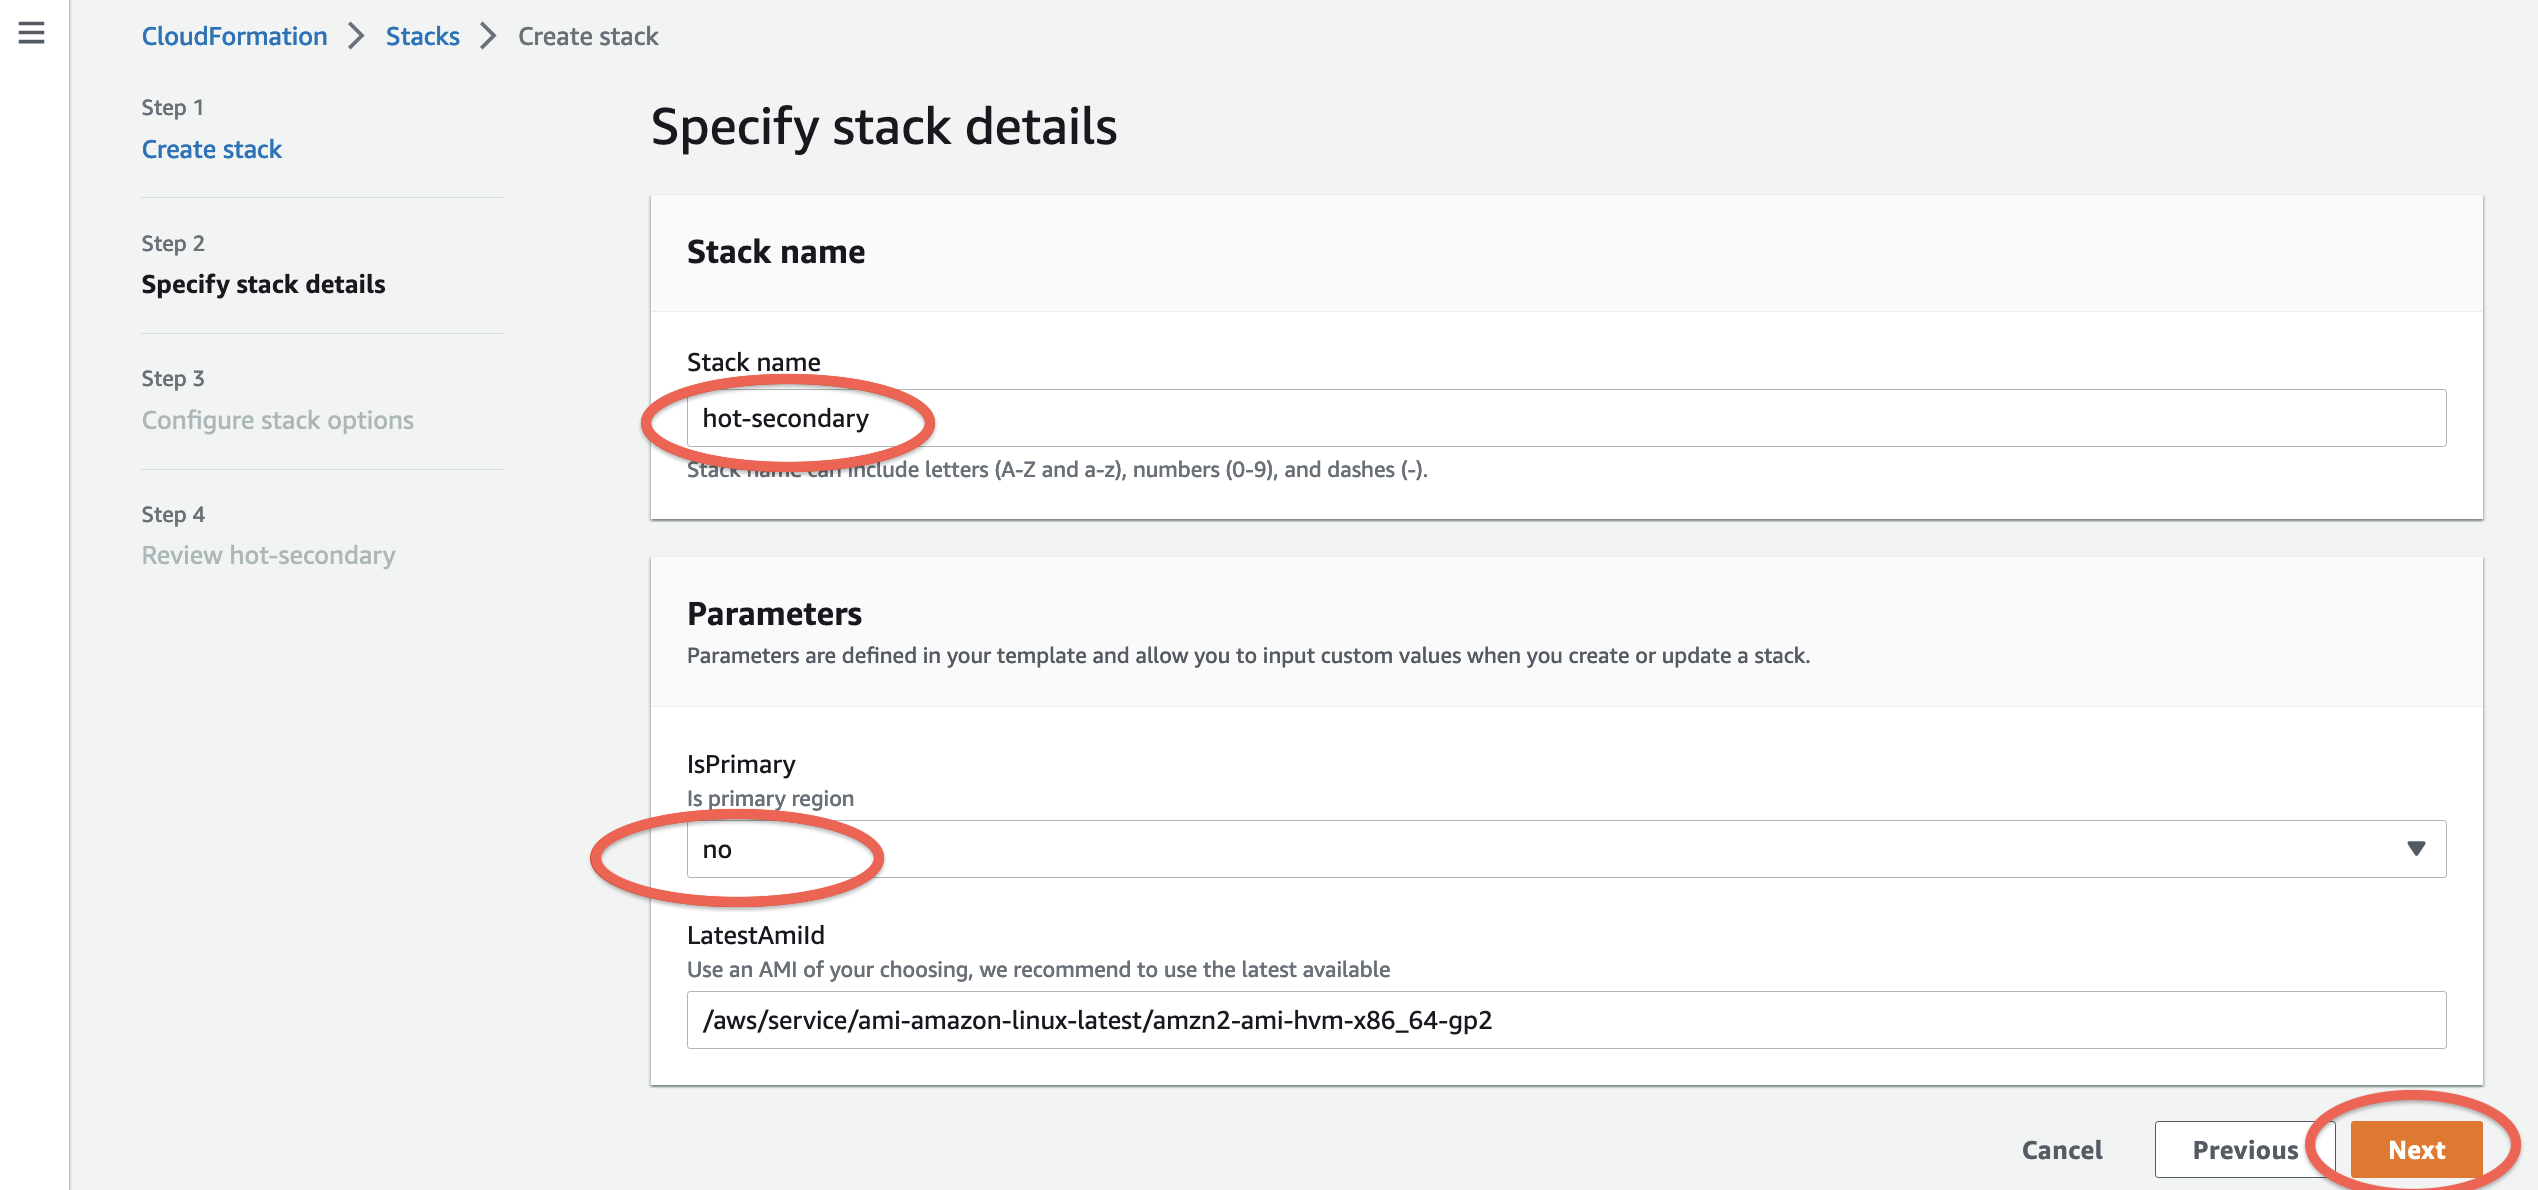 CloudFormation > Stacks > Create stack
Step 1
Create stack
Step 2
Specify stack details
Step 3
Configure stack options
Step 4
Review hot-secondary
Specify stack details
Stack name
Stack name
hot-secondary
Stack name can include letters (A-Z and a-z), numbers (0-9), and dashes (-).
Parameters
Parameters are defined in your template and allow you to input custom values when you create or update a stack.
IsPrimary
Is primary region
no
LatestAmiId
Use an AMI of your choosing, we recommend to use the latest available
/aws/service/ami-amazon-linux-latest/amzn2-ami-hvm-x86_64-gp2
Cancel
Previous
Next